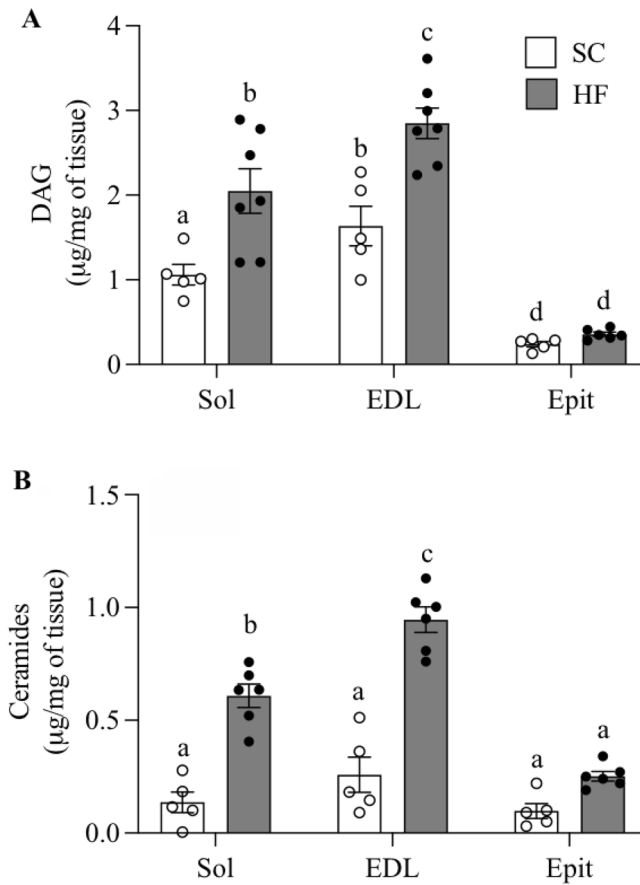 A
DAG
(µg/mg of tissue)
4
3
2
1
0
a
b
b
c
d
d
SC
HF
Sol
EDL
Epit
B
Ceramides
(µg/mg of tissue)
1.5
1.0
0.5
0.0
a
b
a
c
a
a
Sol
EDL
Epit